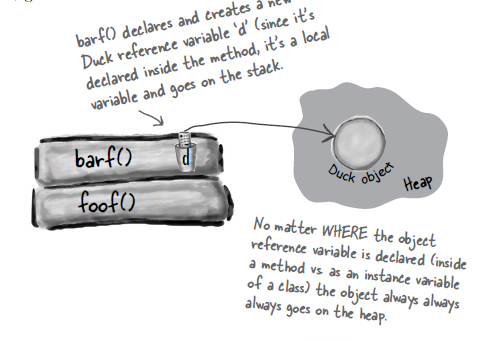 barf() declares and creates a new
Duck reference variable 'd' (since it's
declared inside the method, it's a local
variable and goes on the stack.
barf()
d
foof()
Duck object
Heap
No matter WHERE the object
reference variable is declared (inside
a method vs as an instance variable
of a class) the object always always
always goes on the heap.